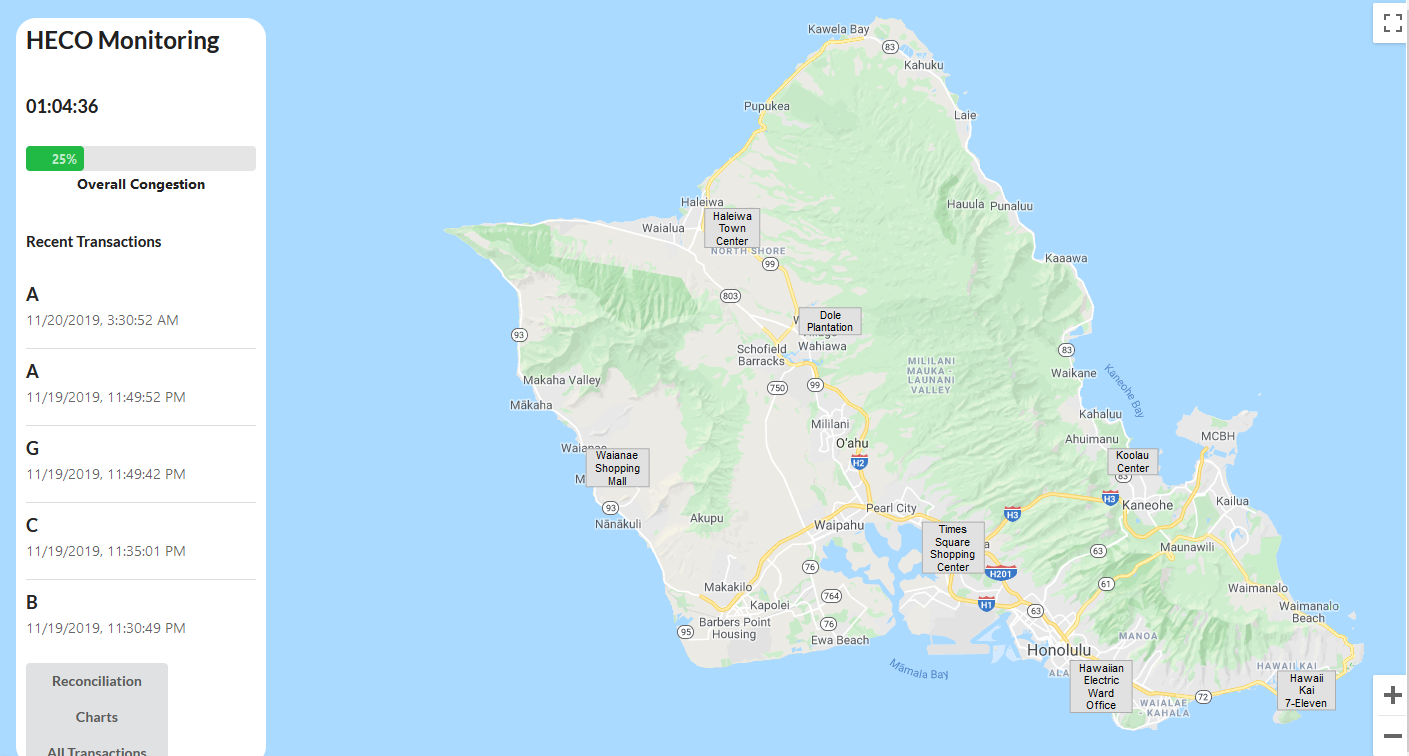 HECO Monitoring
01:04:36
25%
Overall Congestion
Recent Transactions
A
11/20/2019, 3:30:52 AM
A
11/19/2019, 11:49:52 PM
G
11/19/2019, 11:49:42 PM
C
11/19/2019, 11:35:01 PM
B
11/19/2019, 11:30:49 PM
Reconciliation
Charts
All Transactions
Kawela Bay
83
Kahuku
Pupukea
Laie
Haleiwa
Hauula
Punaluu
Waialua
Haleiwa
Town
Center
NORTH SHORE
99
Kaaawa
803
Dole
Plantation
Wahiawa
93
Schofield
Barracks
83
MILILANI
MAUKA -
LAUNANI
VALLEY
Waikane
Kaneohe Bay
Makaha Valley
750
99
Mākaha
Kahaluu
Mililani
MCBH
O'ahu
Ahuimanu
Waianae
H2
Waianae
Shopping
Mall
Koolau
Center
83
H3
Kailua
Kaneohe
93
Nānākuli
Akupu
Pearl City
H3
Waipahu
Times
Square
Shopping
Center
63
Maunawili
76
H201
Makakilo
61
Waimanalo
764
H1
63
Kapolei
Waimanalo
Beach
Barbers Point
Housing
76
95
Ewa Beach
MANOA
Honolulu
Māmala Bay
HAWAII KAI
Hawaiian
Electric
Ward
Office
Hawaii
Kai
7-Eleven
72
WAIALAE
KAHALA